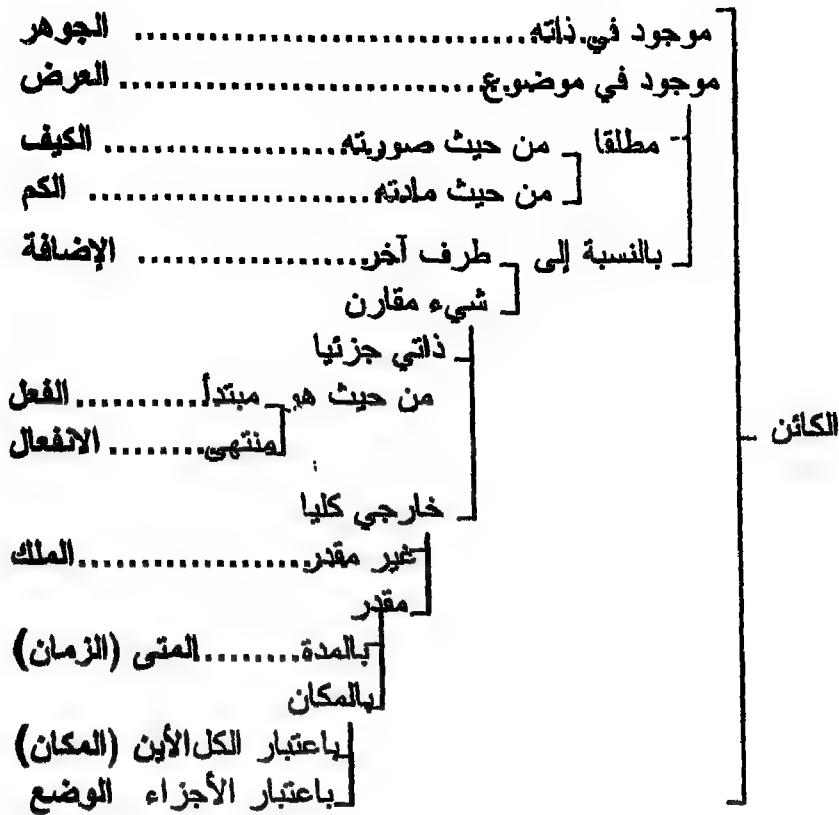 موجود في ذاته ............................ الجوهر
موجود في موضوع ........................ العرض
مطلقا من حيث صوريته .................. الكيف
من حيث مادته ..................... الكم
بالنسبة إلى طرف آخر ................. الإضافة
شيء مقارن
ذاتي جزئيا
من حيث هو مبتدأ .......... الفعل
منتهى ....... الانفعال
الكائن
خارجي كليا
غير مقدر ................. الملك
مقدر
بالمدة ........ المتى (الزمان)
بالمكان
باعتبار الكل الأين (المكان)
باعتبار الأجزاء الوضع